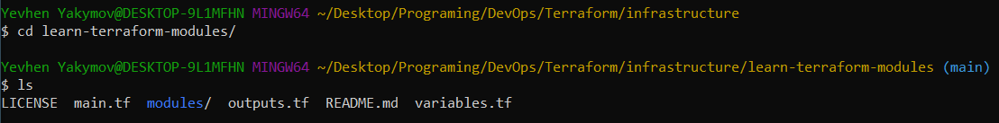 Yevhen Yakymov@DESKTOP-9L1MFHN MINGW64 ~/Desktop/Programing/DevOps/Terraform/infrastructure
$ cd learn-terraform-modules/
Yevhen Yakymov@DESKTOP-9L1MFHN MINGW64 ~/Desktop/Programing/DevOps/Terraform/infrastructure/learn-terraform-modules (main)
$ ls
LICENSE  main.tf  modules/  outputs.tf  README.md  variables.tf